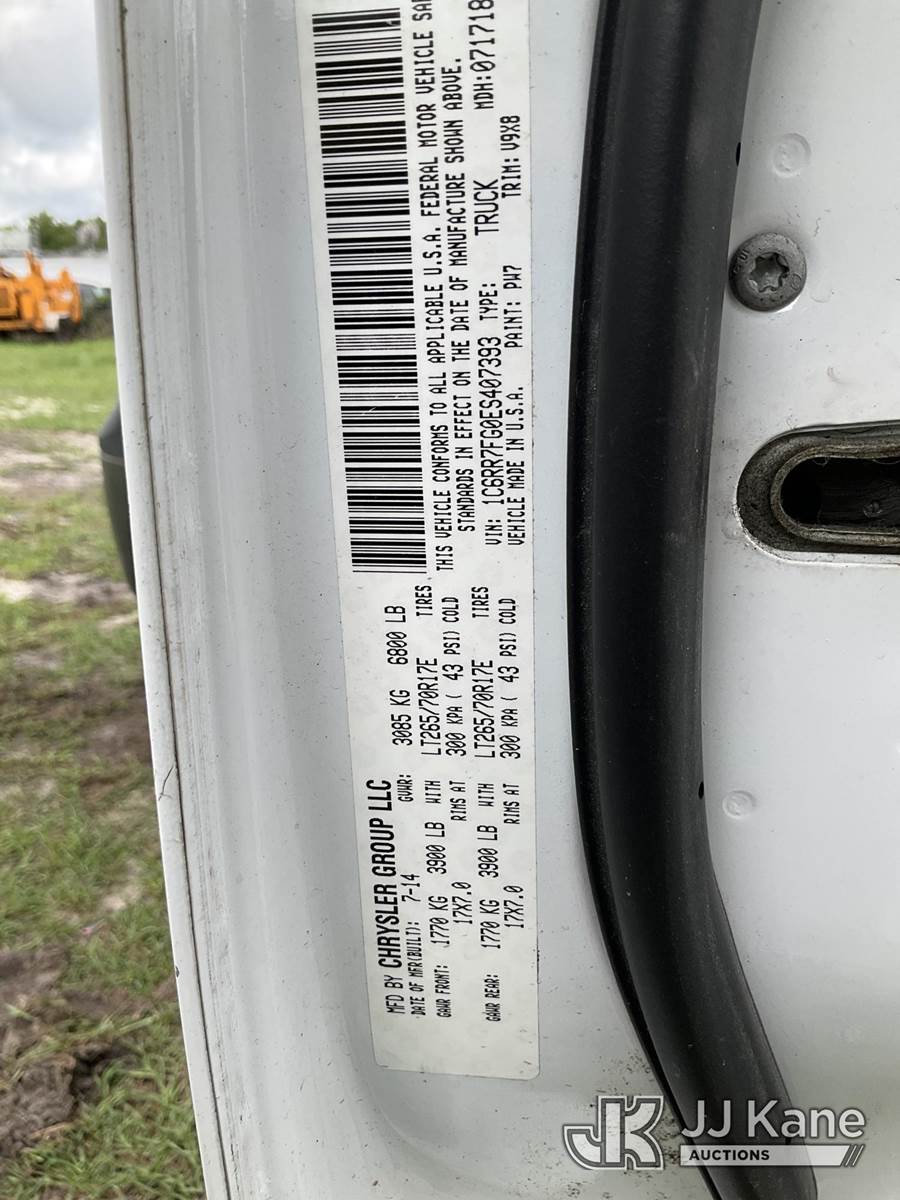 MFD BY CHRYSLER GROUP LLC
DATE OF MFR(BUILT): 7-14 GVWR: 3085 KG 6800 LB
GAWR FRONT: 1770 KG 3900 LB WITH LT265/70R17E TIRES
17X7.0 RIMS AT 300 KPA ( 43 PSI) COLD
GAWR REAR: 1770 KG 3900 LB WITH LT265/70R17E TIRES
17X7.0 RIMS AT 300 KPA ( 43 PSI) COLD
THIS VEHICLE CONFORMS TO ALL APPLICABLE U.S.A. FEDERAL MOTOR VEHICLE
STANDARDS IN EFFECT ON THE DATE OF MANUFACTURE SHOWN ABOVE.
VIN: 1C6RR7FG0ES407393 TYPE: TRUCK MDH:071718
VEHICLE MADE IN U.S.A. PAINT: PW7 TRIM: V9X8
JK JJ Kane
AUCTIONS